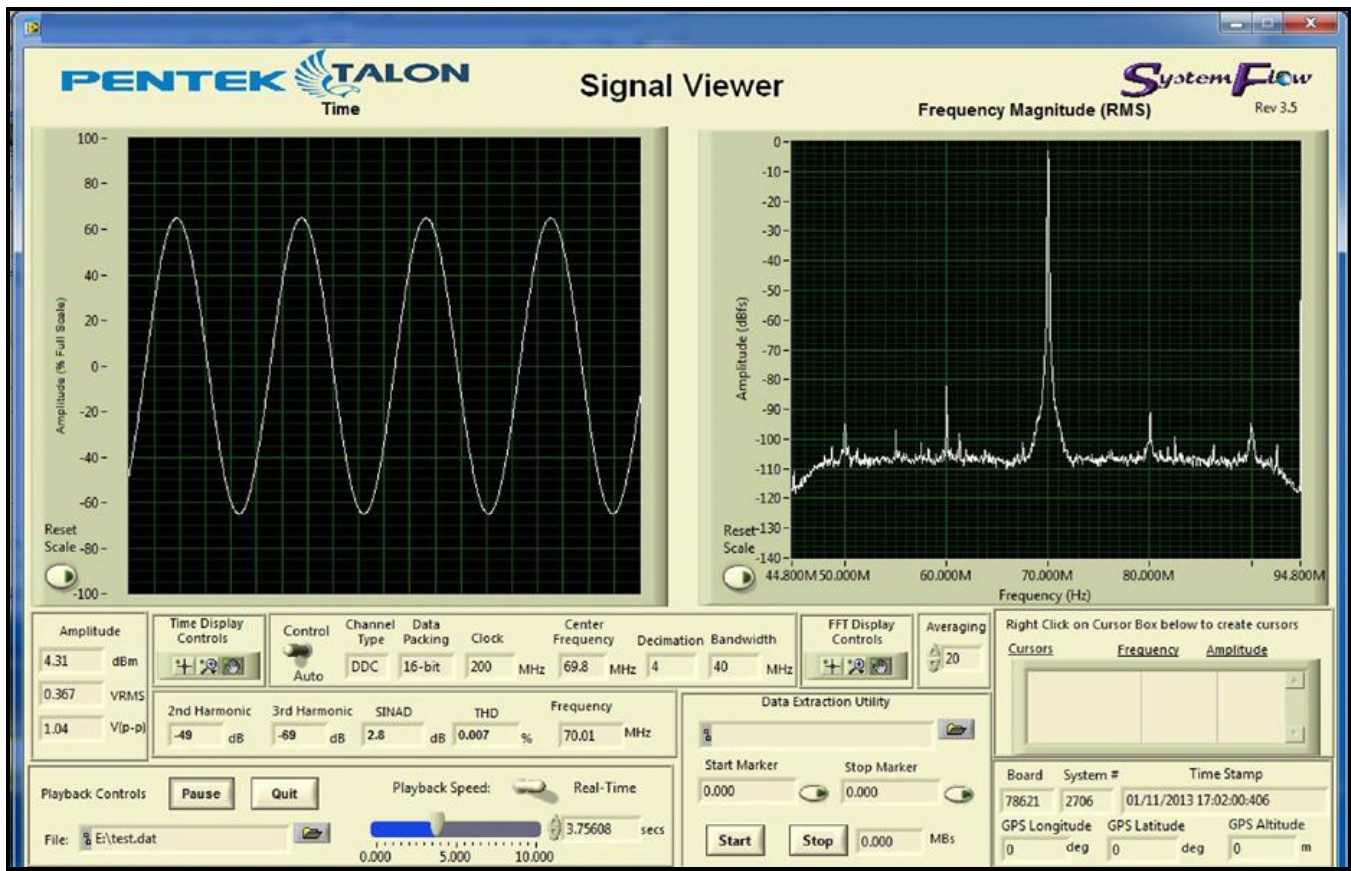 PENTEK TALON
Signal Viewer
SystemFlow
Rev 3.5
Time
100
80
60
40
20
0
-20
-40
-60
-80
-100
Amplitude (% Full Scale)
Reset
Scale
Frequency Magnitude (RMS)
0
-10
-20
-30
-40
-50
-60
-70
-80
-90
-100
-110
-120
-130
-140
Amplitude (dBfs)
Reset
Scale
44.800M 50.000M 60.000M 70.000M 80.000M 94.800M
Frequency (Hz)
Amplitude
4.31 dBm
0.367 VRMS
1.04 V(p-p)
Time Display
Controls
Control
Auto
Channel
Type
DDC
Data
Packing
16-bit
Clock
200 MHz
Center
Frequency
69.8 MHz
Decimation
4
Bandwidth
40 MHz
FFT Display
Controls
Averaging
20
Right Click on Cursor Box below to create cursors
Cursors Frequency Amplitude
2nd Harmonic
-49 dB
3rd Harmonic
-69 dB
SINAD
2.8 dB
THD
0.007 %
Frequency
70.01 MHz
Data Extraction Utility
Start Marker
0.000
Stop Marker
0.000
Start Stop 0.000 MBs
Playback Controls Pause Quit
Playback Speed: Real-Time
File: E:\test.dat
3.75608 secs
0.000 5.000 10.000
Board System # Time Stamp
78621 2706 01/11/2013 17:02:00:406
GPS Longitude GPS Latitude GPS Altitude
0 deg 0 deg 0 m